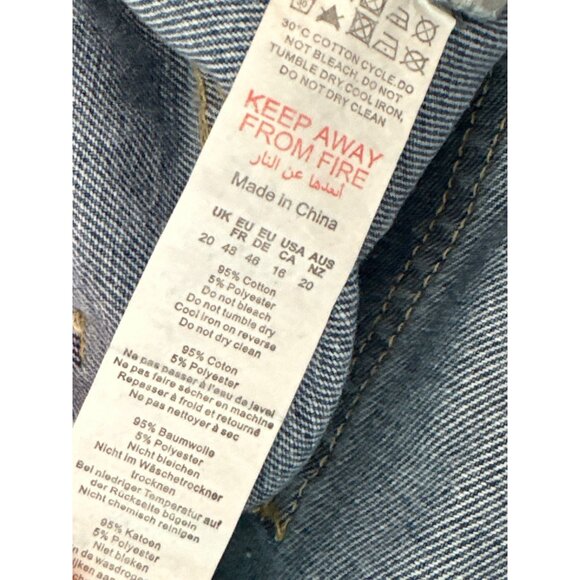 30
30°C COTTON CYCLE.DO
NOT BLEACH. DO NOT
TUMBLE DRY.COOL IRON,
DO NOT DRY CLEAN
KEEP AWAY
FROM FIRE
أبعدها عن النار
Made in China
UK EU EU USA AUS
FR DE CA NZ
20 48 46 16 20
95% Cotton
5% Polyester
Do not bleach
Do not tumble dry
Cool iron on reverse
Do not dry clean
95% Coton
5% Polyester
Ne pas passer à l'eau de javel
Ne pas faire sécher en machine
Repasser à froid et retourné
Ne pas nettoyer à sec
95% Baumwolle
5% Polyester
Nicht bleichen
Nicht im Wäschetrockner
trocknen
Bei niedriger Temperatur auf
der Rückseite bügeln
Nicht chemisch reinigen
95% Katoen
5% Polyester
Niet bleken